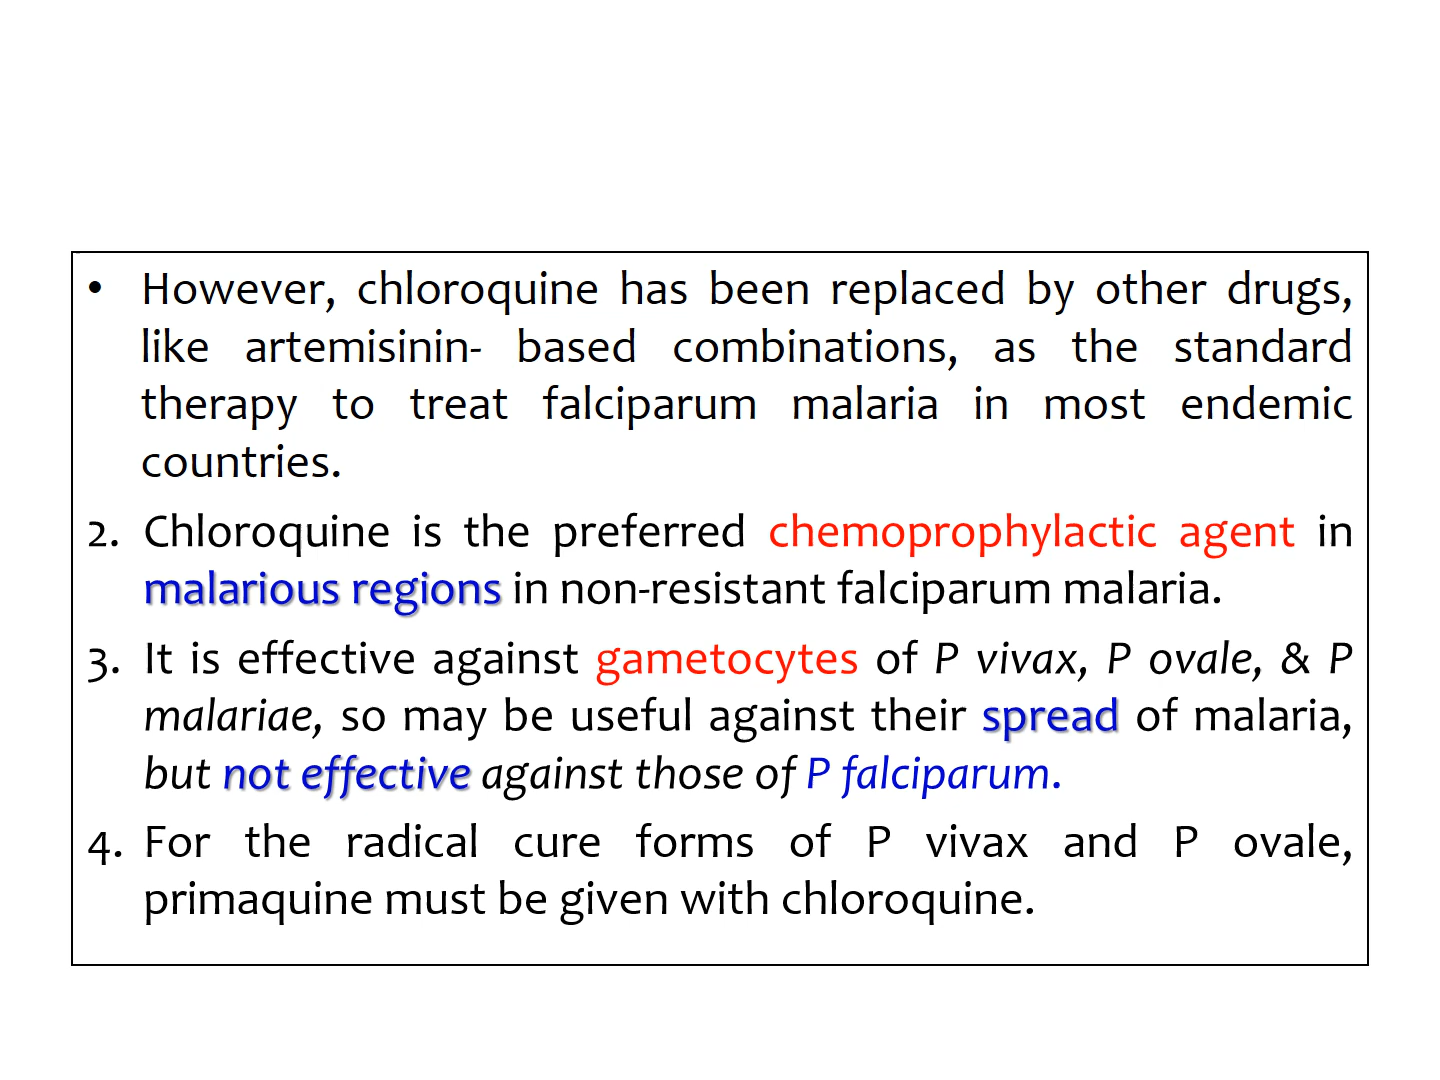 • However, chloroquine has been replaced by other drugs,
like artemisinin- based combinations, as the standard
therapy to treat falciparum malaria in most endemic
countries.
2. Chloroquine is the preferred chemoprophylactic agent in
malarious regions in non-resistant falciparum malaria.
3. It is effective against gametocytes of P vivax, P ovale, & P
malariae, so may be useful against their spread of malaria,
but not effective against those of P falciparum.
4. For the radical cure forms of P vivax and P ovale,
primaquine must be given with chloroquine.